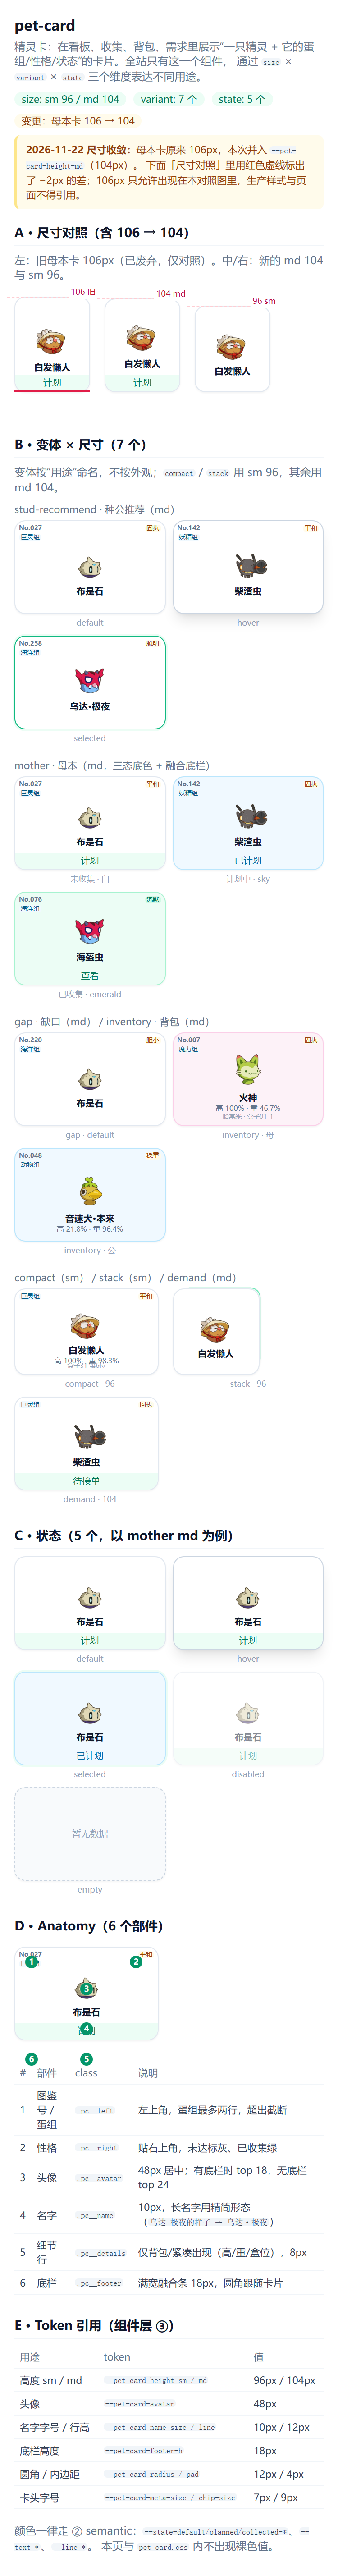 pet-card
精灵卡：在看板、收集、背包、需求里展示“一只精灵 + 它的蛋
组/性格/状态”的卡片。全站只有这一个组件， 通过 size ×
variant × state 三个维度表达不同用途。
size: sm 96 / md 104
variant: 7 个
state: 5 个
变更：母本卡 106 → 104
2026-11-22 尺寸收敛：母本卡原来 106px，本次并入 --pet-
card-height-md（104px）。下面「尺寸对照」里用红色虚线标出
了 −2px 的差；106px 只允许出现在本对照图里，生产样式与页
面不得引用。
A · 尺寸对照（含 106 → 104）
左：旧母本卡 106px（已废弃，仅对照）。中/右：新的 md 104
与 sm 96。
106 旧
104 md
96 sm
白发懒人
计划
白发懒人
计划
白发懒人
B · 变体 × 尺寸（7 个）
变体按“用途”命名，不按外观；compact / stack 用 sm 96，其余用
md 104。
stud-recommend · 种公推荐（md）
No.027
巨灵组
固执
布是石
default
No.142
妖精组
平和
柴渣虫
hover
No.258
海洋组
聪明
乌达•极夜
selected
mother · 母本（md，三态底色 + 融合底栏）
No.027
巨灵组
平和
布是石
计划
未收集 · 白
No.142
妖精组
固执
柴渣虫
已计划
计划中 · sky
No.076
海洋组
沉默
海盔虫
查看
已收集 · emerald
gap · 缺口（md）/ inventory · 背包（md）
No.220
海洋组
胆小
布是石
gap · default
No.007
魔力组
固执
火神
高 100% · 重 46.7%
inventory · 母
No.048
动物组
稳重
音速犬•本来
高 21.8% · 重 96.4%
inventory · 公
compact（sm）/ stack（sm）/ demand（md）
巨灵组
平和
白发懒人
高 100% · 重 98.3%
compact · 96
白发懒人
stack · 96
巨灵组
固执
柴渣虫
待接单
demand · 104
C · 状态（5 个，以 mother md 为例）
布是石
计划
default
布是石
计划
hover
布是石
已计划
selected
布是石
计划
disabled
暂无数据
empty
D · Anatomy（6 个部件）
No.027
平和
1
2
3
布是石
4
6
5
# 部件 class 说明
1 图鉴号 / 蛋组 .pc__left 左上角，蛋组最多两行，超出截断
2 性格 .pc__right 贴右上角，未达标灰、已收集绿
3 头像 .pc__avatar 48px 居中；有底栏时 top 18，无底栏 top 24
4 名字 .pc__name 10px，长名字用精简形态（乌达_极夜的样子 → 乌达·极夜）
5 细节行 .pc__details 仅背包/紧凑出现（高/重/盒位），8px
6 底栏 .pc__footer 满宽融合条 18px，圆角跟随卡片
E · Token 引用（组件层 ③）
用途 token 值
高度 sm / md --pet-card-height-sm / md 96px / 104px
头像 --pet-card-avatar 48px
名字字号 / 行高 --pet-card-name-size / line 10px / 12px
底栏高度 --pet-card-footer-h 18px
圆角 / 内边距 --pet-card-radius / pad 12px / 4px
卡头字号 --pet-card-meta-size / chip-size 7px / 9px
颜色一律走 ② semantic：--state-default/planned/collected-*、--
text-*、--line-*。 本页与 pet-card.css 内不出现裸色值。